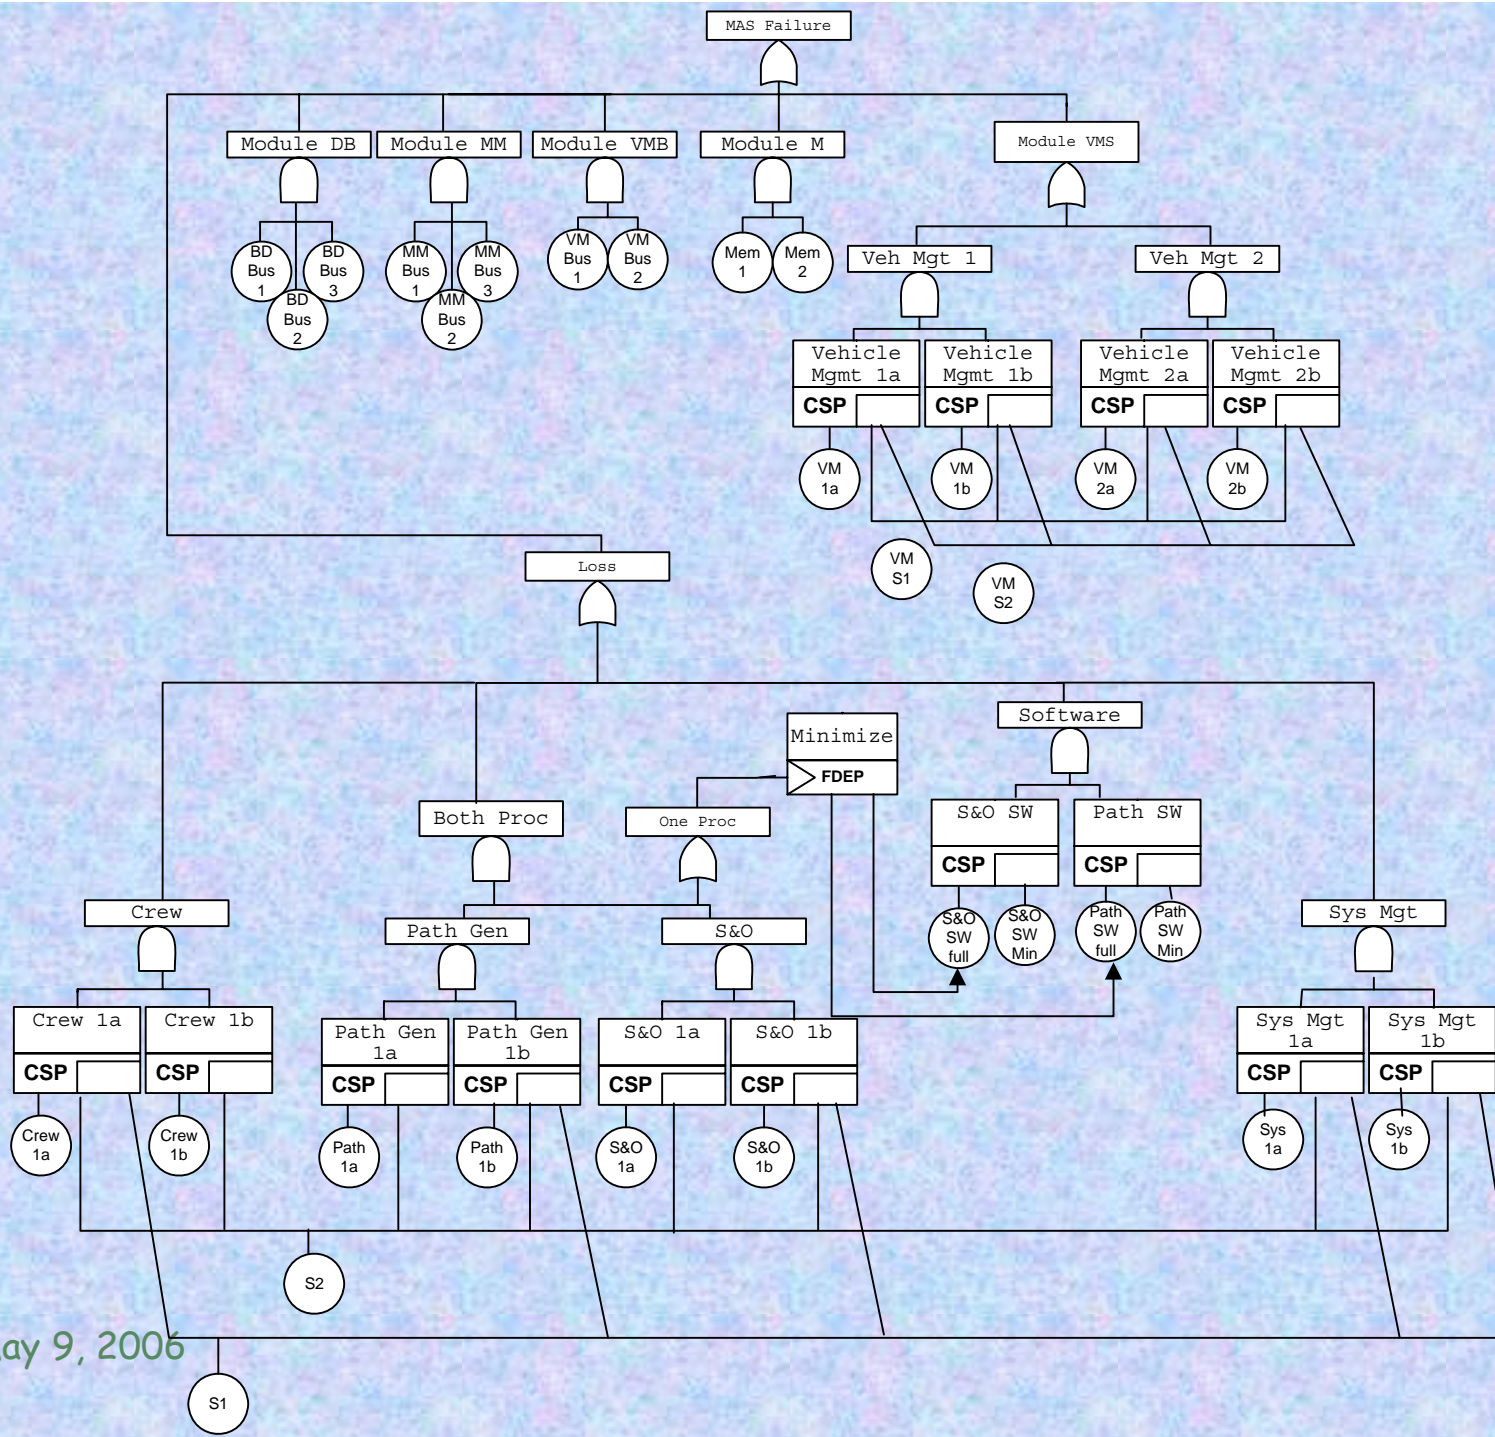 MAS Failure
Module DB
Module MM
Module VMB
Module M
Module VMS
BD
Bus
1
BD
Bus
2
BD
Bus
3
MM
Bus
1
MM
Bus
2
MM
Bus
3
VM
Bus
1
VM
Bus
2
Mem
1
Mem
2
Veh Mgt 1
Veh Mgt 2
Vehicle
Mgmt 1a
CSP
Vehicle
Mgmt 1b
CSP
Vehicle
Mgmt 2a
CSP
Vehicle
Mgmt 2b
CSP
VM
1a
VM
1b
VM
2a
VM
2b
VM
S1
VM
S2
Loss
Minimize
FDEP
Software
Both Proc
One Proc
S&O SW
CSP
Path SW
CSP
S&O
SW
full
S&O
SW
Min
Path
SW
full
Path
SW
Min
Crew
Path Gen
S&O
Sys Mgt
Crew 1a
CSP
Crew 1b
CSP
Path Gen
1a
CSP
Path Gen
1b
CSP
S&O 1a
CSP
S&O 1b
CSP
Sys Mgt
1a
CSP
Sys Mgt
1b
CSP
Crew
1a
Crew
1b
Path
1a
Path
1b
S&O
1a
S&O
1b
Sys
1a
Sys
1b
S2
ay 9, 2006
S1